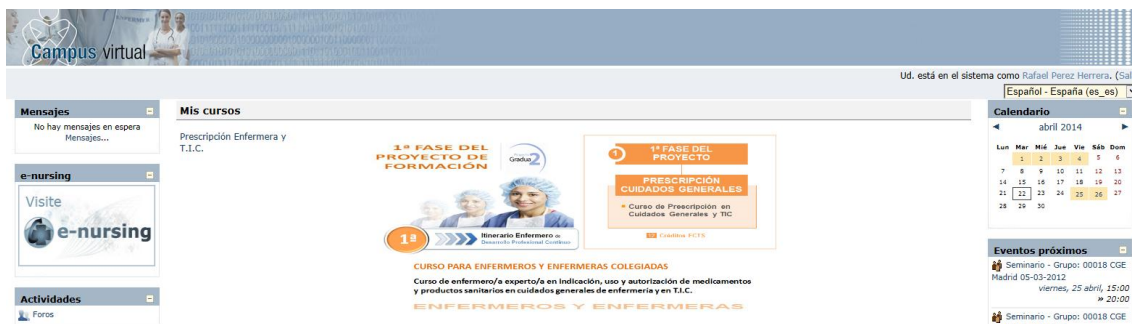 Campus virtual
Ud. está en el sistema como Rafael Perez Herrera. (Sal
Español - España (es_es)
Mensajes
No hay mensajes en espera
Mensajes...
e-nursing
Visite
e-nursing
Actividades
Foros
Mis cursos
Prescripción Enfermera y
T.I.C.
1ª FASE DEL
PROYECTO DE
FORMACIÓN
Gradua2
1ª
Itinerario Enfermero de
Desarrollo Profesional Continuo
1
1ª FASE DEL
PROYECTO
PRESCRIPCIÓN
CUIDADOS GENERALES
Curso de Prescripción en
Cuidados Generales y TIC
Créditos ECTS
CURSO PARA ENFERMEROS Y ENFERMERAS COLEGIADAS
Curso de enfermero/a experto/a en indicación, uso y autorización de medicamentos
y productos sanitarios en cuidados generales de enfermería y en T.I.C.
ENFERMEROS Y ENFERMERAS
Calendario
abril 2014
Lun Mar Mié Jue Vie Sáb Dom
1 2 3 4 5 6
7 8 9 10 11 12 13
14 15 16 17 18 19 20
21 22 23 24 25 26 27
28 29 30
Eventos próximos
Seminario - Grupo: 00018 CGE
Madrid 05-03-2012
viernes, 25 abril, 15:00
» 20:00
Seminario - Grupo: 00018 CGE